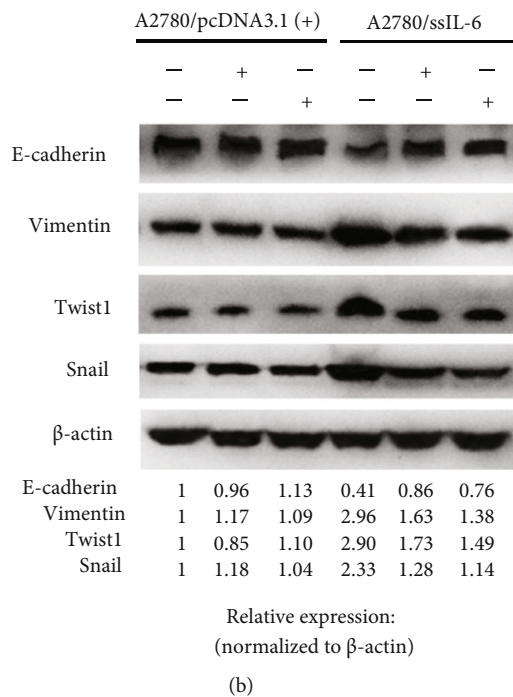 A2780/pcDNA3.1 (+) A2780/ssIL-6
— + — — + —
— — + — — +
E-cadherin
Vimentin
Twist1
Snail
β-actin
E-cadherin 1 0.96 1.13 0.41 0.86 0.76
Vimentin 1 1.17 1.09 2.96 1.63 1.38
Twist1 1 0.85 1.10 2.90 1.73 1.49
Snail 1 1.18 1.04 2.33 1.28 1.14
Relative expression:
(normalized to β-actin)
(b)